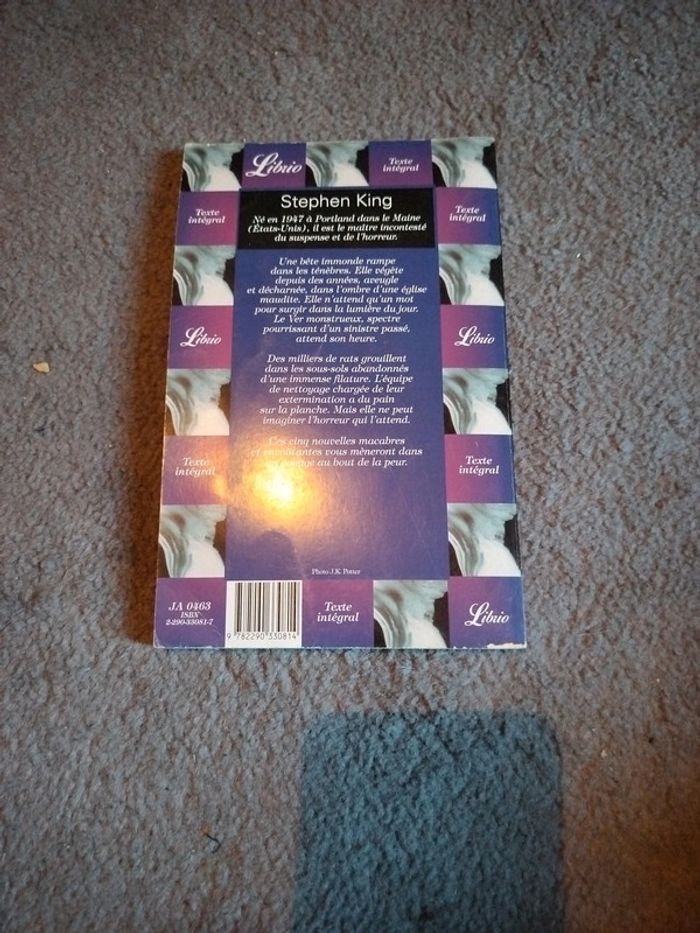 Librio
Texte
intégral
Stephen King
Né en 1947 à Portland dans le Maine
(États-Unis), il est le maître incontesté
du suspense et de l'horreur.
Texte
intégral
Texte
intégral
Une bête immonde rampe
dans les ténèbres. Elle végète
depuis des années, aveugle
et décharnée, dans l'ombre d'une église
maudite. Elle n'attend qu'un mot
pour surgir dans la lumière du jour.
Le Ver monstrueux, spectre
pourrissant d'un sinistre passé,
attend son heure.
Librio
Librio
Des milliers de rats grouillent
dans les sous-sols abandonnés
d'une immense filature. L'équipe
de nettoyage chargée de leur
extermination a du pain
sur la planche. Mais elle ne peut
imaginer l'horreur qui l'attend.
Ces cinq nouvelles macabres
et envoûtantes vous mèneront dans
un voyage au bout de la peur.
Texte
intégral
Texte
intégral
Photo J.K. Potter
JA 0463
ISBN
2-290-33081-7
9 782290 330814
Texte
intégral
Librio